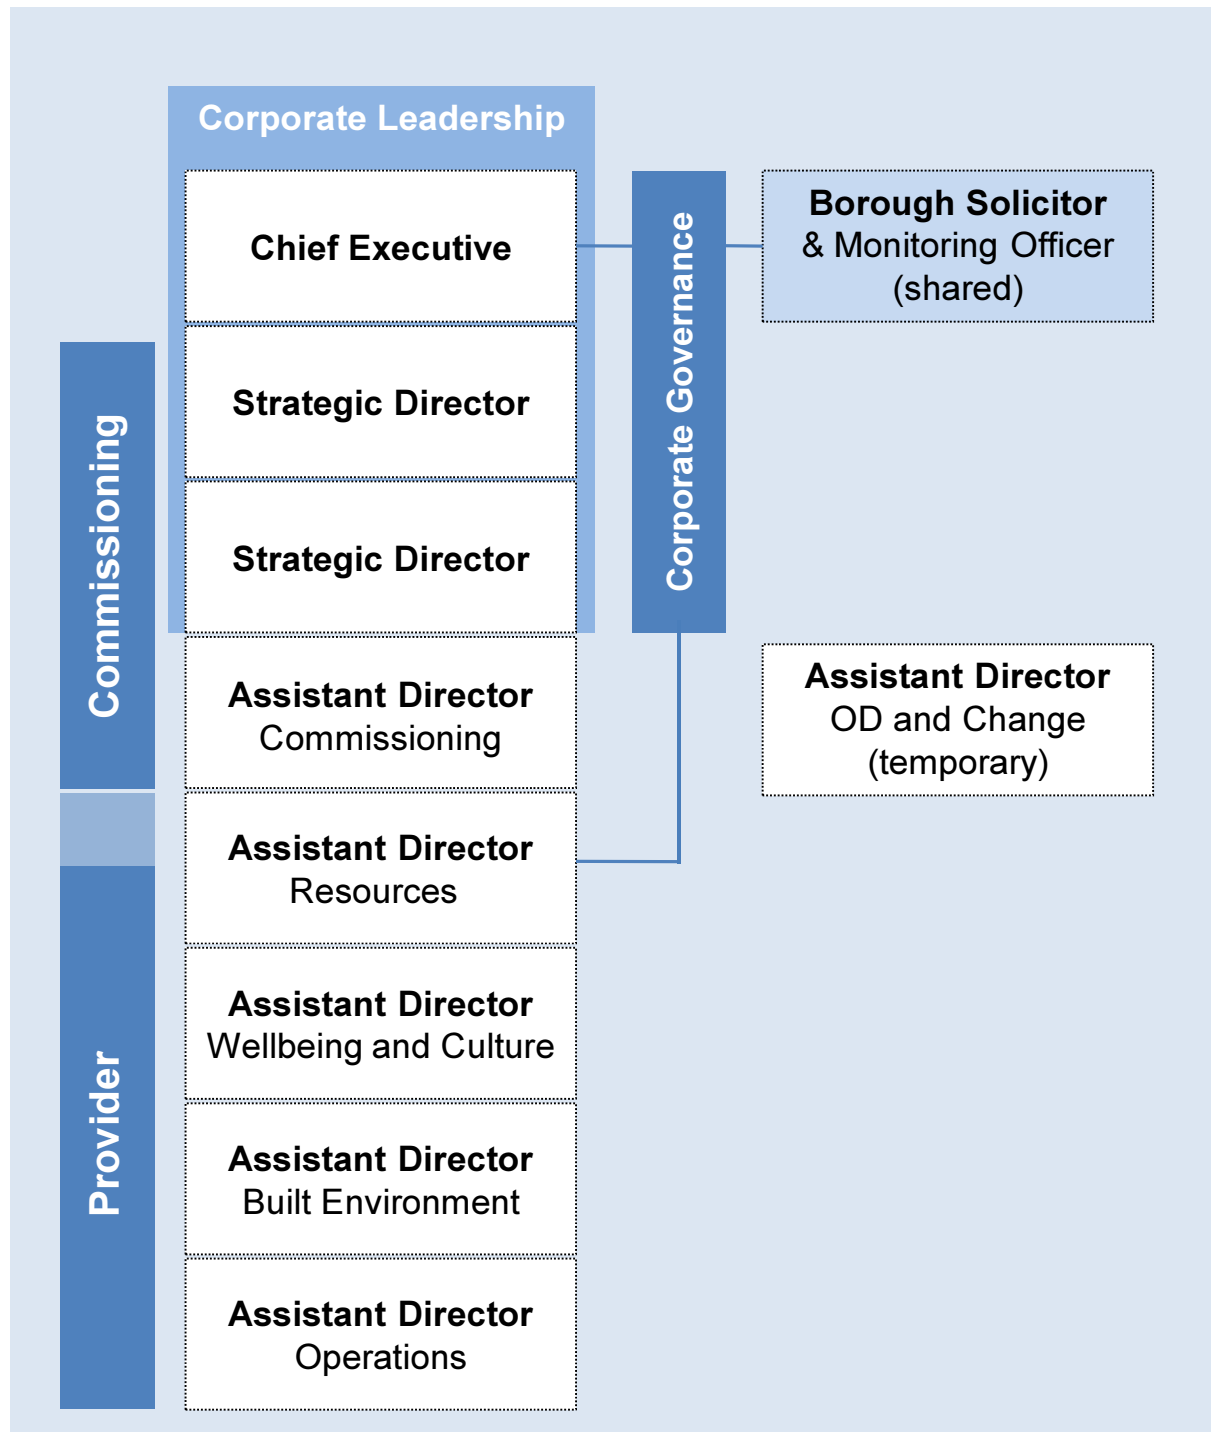 Corporate Leadership
Chief Executive
Strategic Director
Strategic Director
Assistant Director
Commissioning
Assistant Director
Resources
Assistant Director
Wellbeing and Culture
Assistant Director
Built Environment
Assistant Director
Operations
Commissioning
Provider
Corporate Governance
Borough Solicitor
& Monitoring Officer
(shared)
Assistant Director
OD and Change
(temporary)